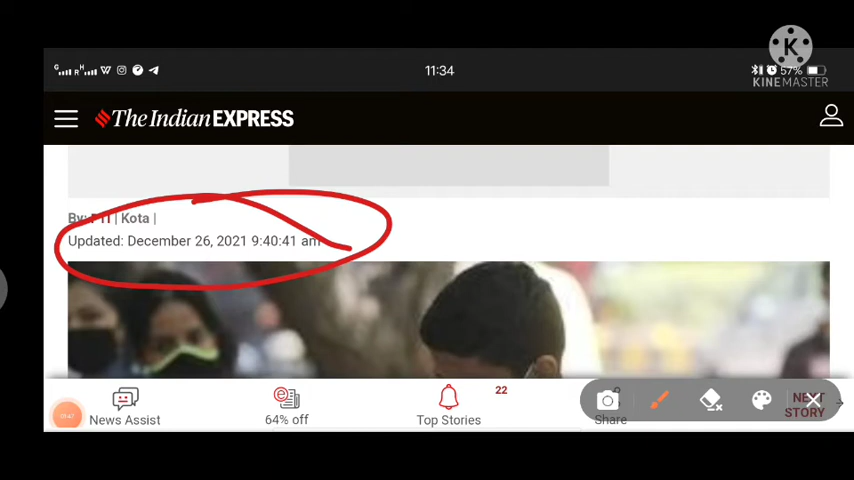 K
11:34
57%
KINEMASTER
The Indian EXPRESS
By: PTI | Kota |
Updated: December 26, 2021 9:40:41 am
News Assist
64% off
Top Stories
22
Share
NEXT
STORY